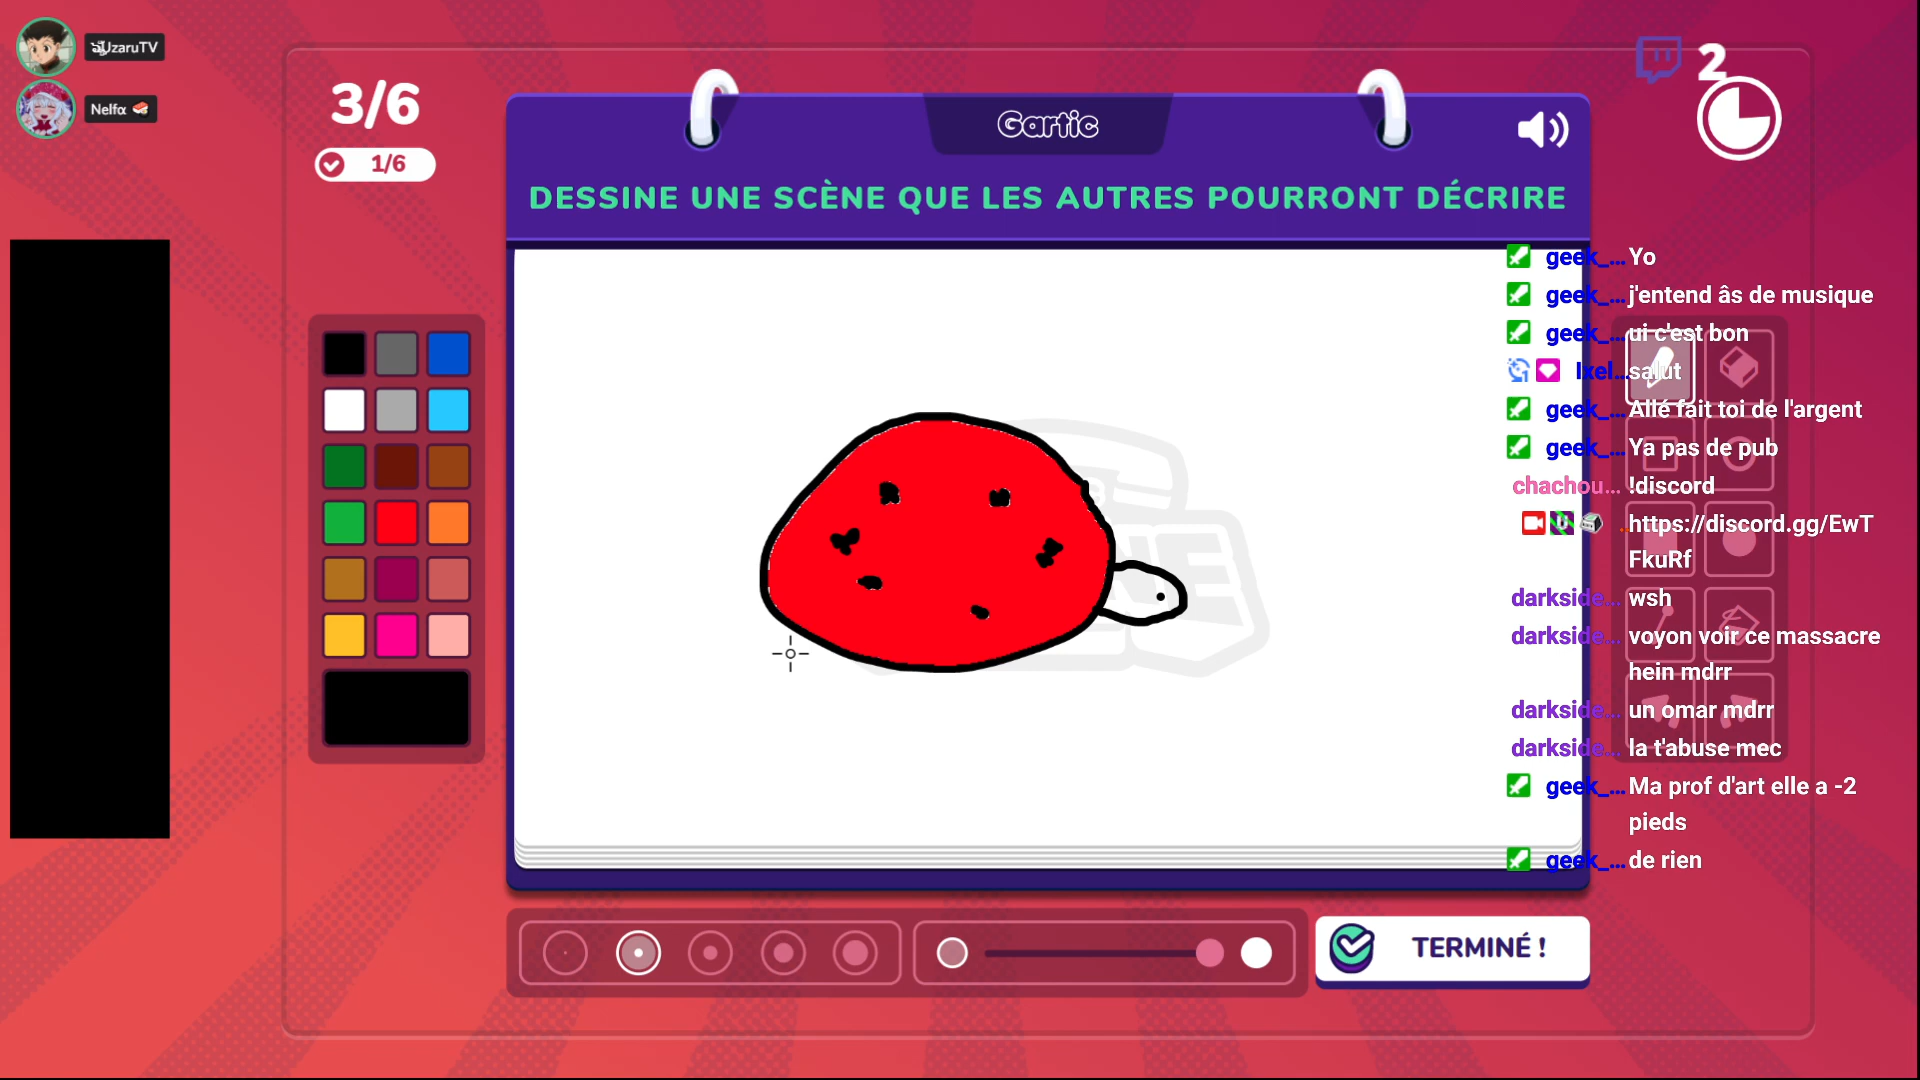 UzaruTV
Nelfα
3/6
1/6
Gartic
2
DESSINE UNE SCÈNE QUE LES AUTRES POURRONT DÉCRIRE
geek_... Yo
geek_... j'entend âs de musique
geek_... ui c'est bon
lxel... salut
geek_... Allé fait toi de l'argent
geek_... Ya pas de pub
chachou... !discord
https://discord.gg/EwT
FkuRf
darkside... wsh
darkside... voyon voir ce massacre
hein mdrr
darkside... un omar mdrr
darkside... la t'abuse mec
geek_... Ma prof d'art elle a -2
pieds
geek_... de rien
TERMINÉ !